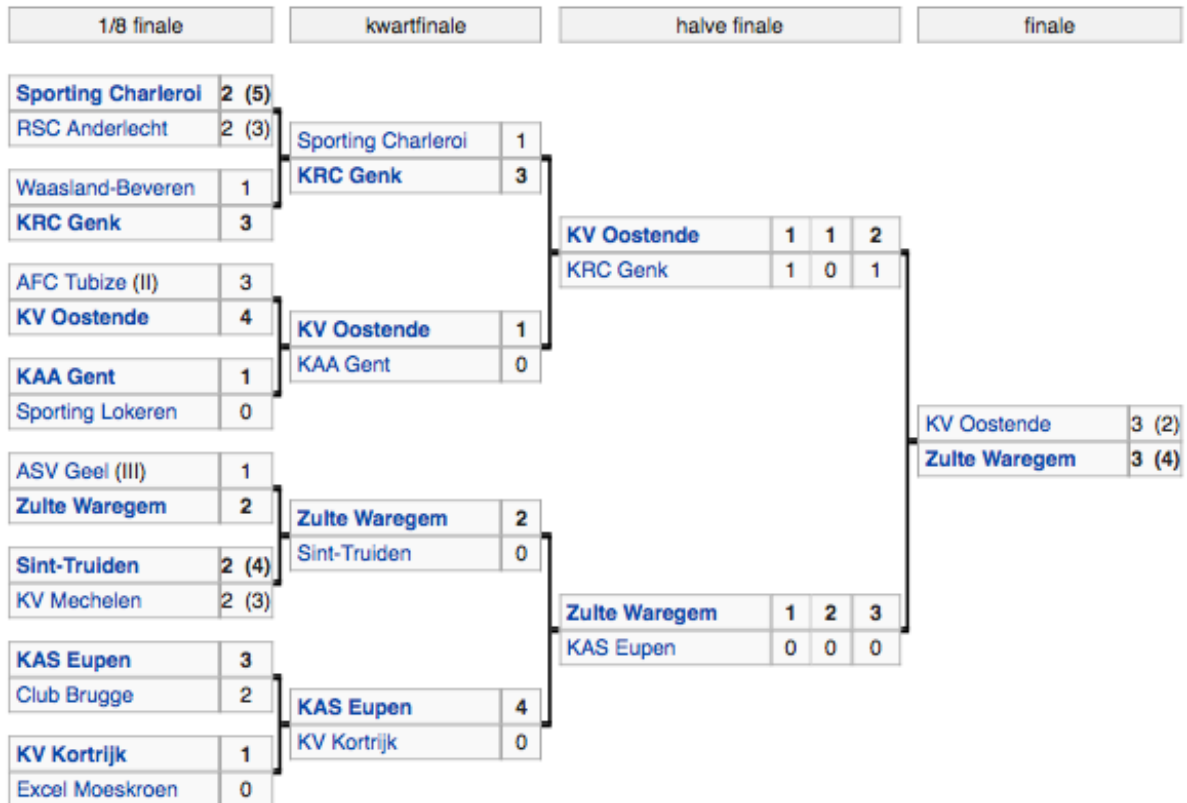 1/8 finale kwartfinale halve finale finale
Sporting Charleroi 2 (5)
RSC Anderlecht 2 (3)
Waasland-Beveren 1
KRC Genk 3
AFC Tubize (II) 3
KV Oostende 4
KAA Gent 1
Sporting Lokeren 0
ASV Geel (III) 1
Zulte Waregem 2
Sint-Truiden 2 (4)
KV Mechelen 2 (3)
KAS Eupen 3
Club Brugge 2
KV Kortrijk 1
Excel Moeskroen 0
Sporting Charleroi 1
KRC Genk 3
KV Oostende 1
KAA Gent 0
Zulte Waregem 2
Sint-Truiden 0
KAS Eupen 4
KV Kortrijk 0
KV Oostende 1 1 2
KRC Genk 1 0 1
Zulte Waregem 1 2 3
KAS Eupen 0 0 0
KV Oostende 3 (2)
Zulte Waregem 3 (4)